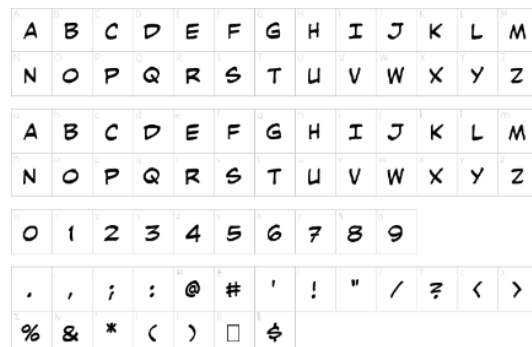 A B C D E F G H I J K L M
N O P Q R S T U V W X Y Z
A B C D E F G H I J K L M
N O P Q R S T U V W X Y Z
0 1 2 3 4 5 6 7 8 9
. , ; : @ # ' ! " / ? < >
% & * ( ) $